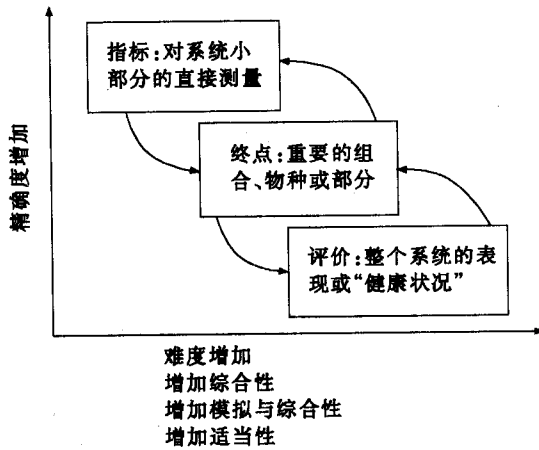 指标:对系统小
部分的直接测量
终点:重要的组
合、物种或部分
评价:整个系统的表
现或“健康状况”
精确度增加
难度增加
增加综合性
增加模拟与综合性
增加适当性